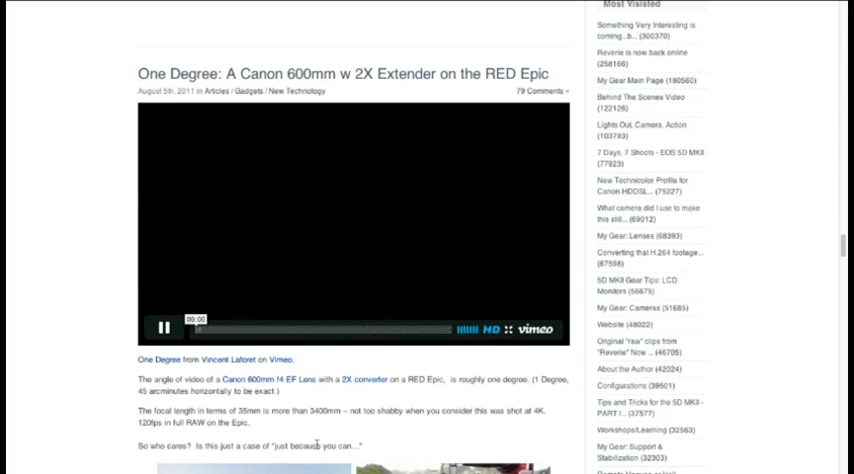 Most Visisted
Something Very Interesting is
coming...b... (300370)
Reverie is now back online
(258166)
My Gear Main Page (180560)
Behind The Scenes Video
(122126)
Lights Out, Camera, Action
(103793)
7 Days, 7 Shoots - EOS 5D MKII
(77923)
New Technicolor Profile for
Canon HDDSL... (75227)
What camera did I use to make
this still... (69012)
My Gear: Lenses (68393)
Converting that H.264 footage...
(67598)
5D MKII Gear Tips: LCD
Monitors (56675)
My Gear: Cameras (51685)
Website (48022)
Original "raw" clips from
"Reverie" Now ... (46705)
About the Author (42024)
Configurations (39501)
Tips and Tricks for the 5D MKII -
PART I... (37577)
Workshops/Learning (32563)
My Gear: Support &
Stabilization (32303)
One Degree: A Canon 600mm w 2X Extender on the RED Epic
August 5th, 2011 in Articles / Gadgets / New Technology
79 Comments »
00:00
HD
vimeo
One Degree from Vincent Laforet on Vimeo.
The angle of video of a Canon 600mm f4 EF Lens with a 2X converter on a RED Epic, is roughly one degree. (1 Degree,
45 arcminutes horizontally to be exact.)
The focal length in terms of 35mm is more than 3400mm – not too shabby when you consider this was shot at 4K,
120fps in full RAW on the Epic.
So who cares? Is this just a case of "just because you can..."